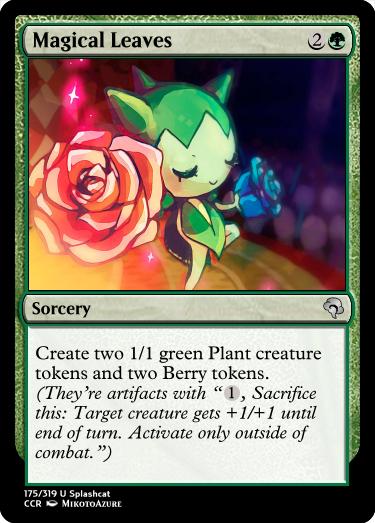 Magical Leaves 2
Sorcery
Create two 1/1 green Plant creature
tokens and two Berry tokens.
(They're artifacts with “1, Sacrifice
this: Target creature gets +1/+1 until
end of turn. Activate only outside of
combat.”)
175/319 U Splashcat
CCR MikotoAzure